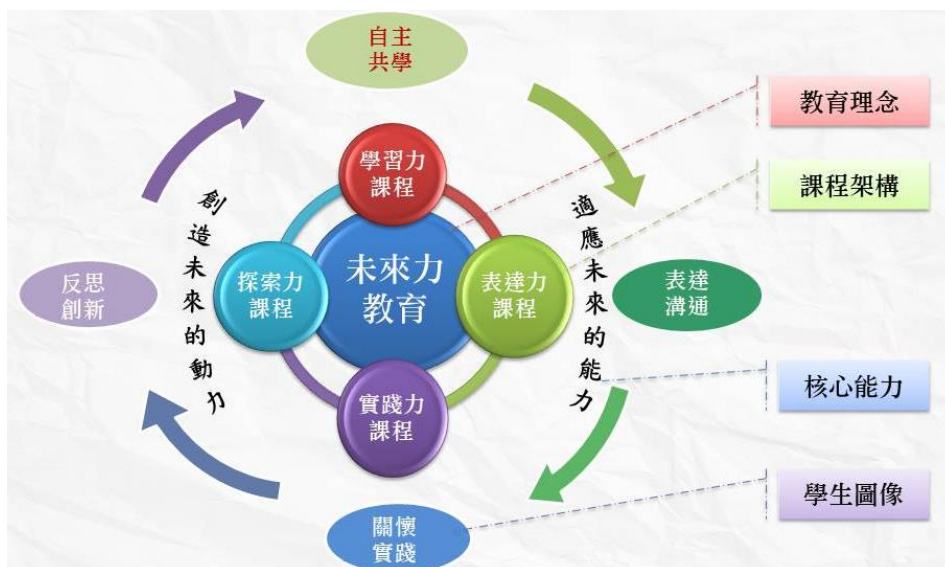 自主
共學
教育理念
學習力
課程
課程架構
創造未來的動力
適應未來的能力
反思
創新
探索力
課程
未來力
教育
表達力
課程
表達
溝通
實踐力
課程
核心能力
學生圖像
關懷
實踐